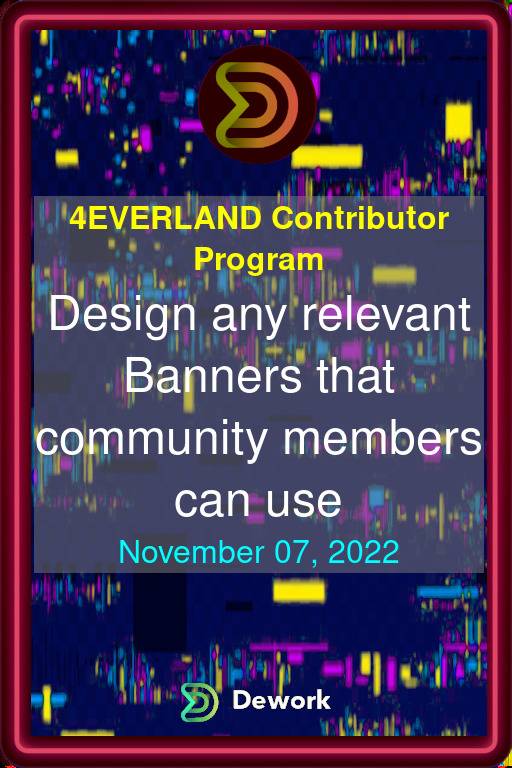 4EVERLAND Contributor
Program
Design any relevant
Banners that
community members
can use
November 07, 2022
Dework